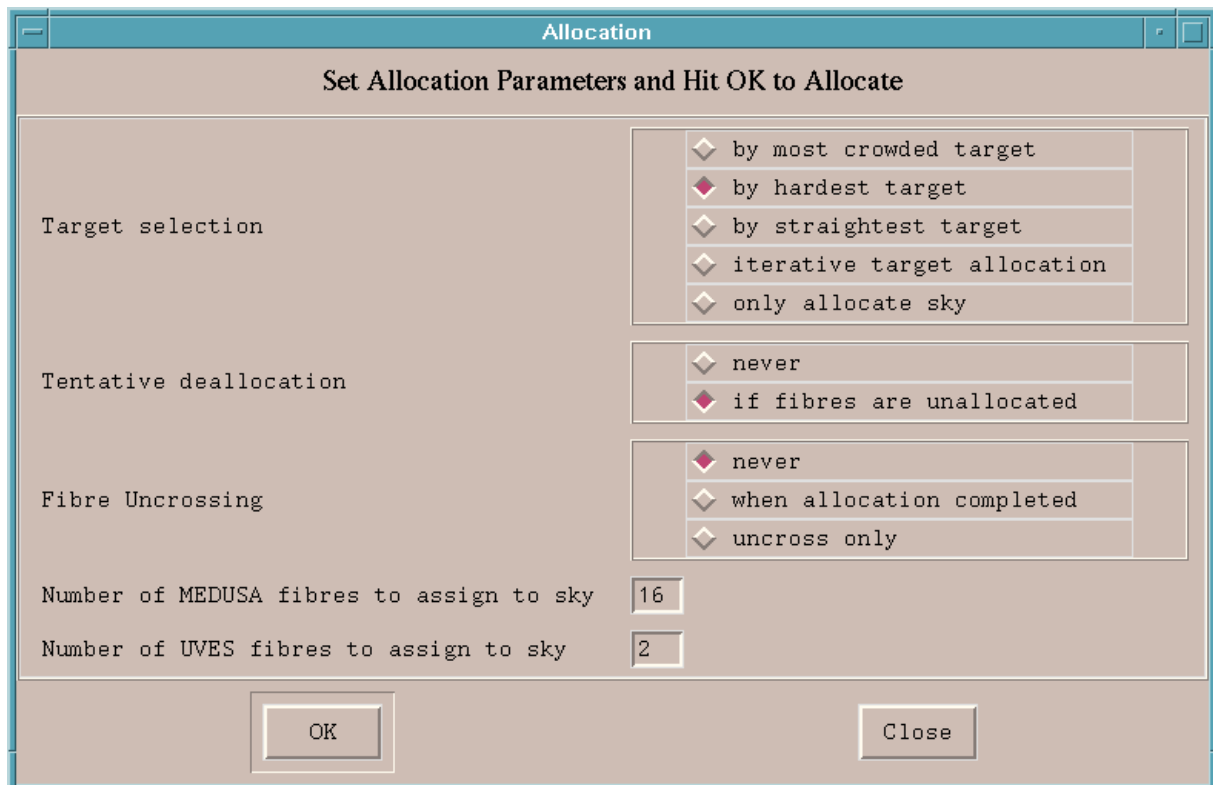 Allocation
Set Allocation Parameters and Hit OK to Allocate
Target selection
by most crowded target
by hardest target
by straightest target
iterative target allocation
only allocate sky
Tentative deallocation
never
if fibres are unallocated
Fibre Uncrossing
never
when allocation completed
uncross only
Number of MEDUSA fibres to assign to sky 16
Number of UVES fibres to assign to sky 2
OK Close